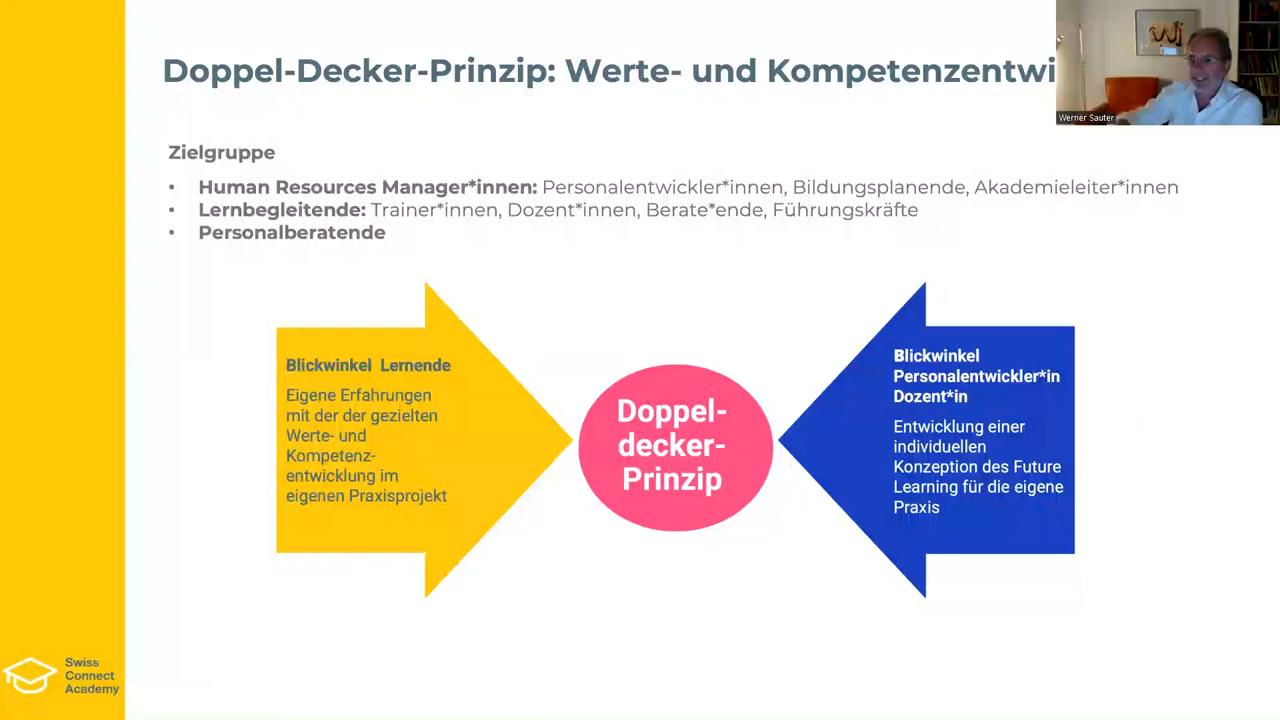 Doppel-Decker-Prinzip: Werte- und Kompetenzentwi
Werner Sauter
Zielgruppe
• Human Resources Manager*innen: Personalentwickler*innen, Bildungsplanende, Akademieleiter*innen
• Lernbegleitende: Trainer*innen, Dozent*innen, Berate*ende, Führungskräfte
• Personalberatende
Blickwinkel Lernende
Eigene Erfahrungen
mit der der gezielten
Werte- und
Kompetenz-
entwicklung im
eigenen Praxisprojekt
Doppel-
decker-
Prinzip
Blickwinkel
Personalentwickler*in
Dozent*in
Entwicklung einer
individuellen
Konzeption des Future
Learning für die eigene
Praxis
Swiss
Connect
Academy